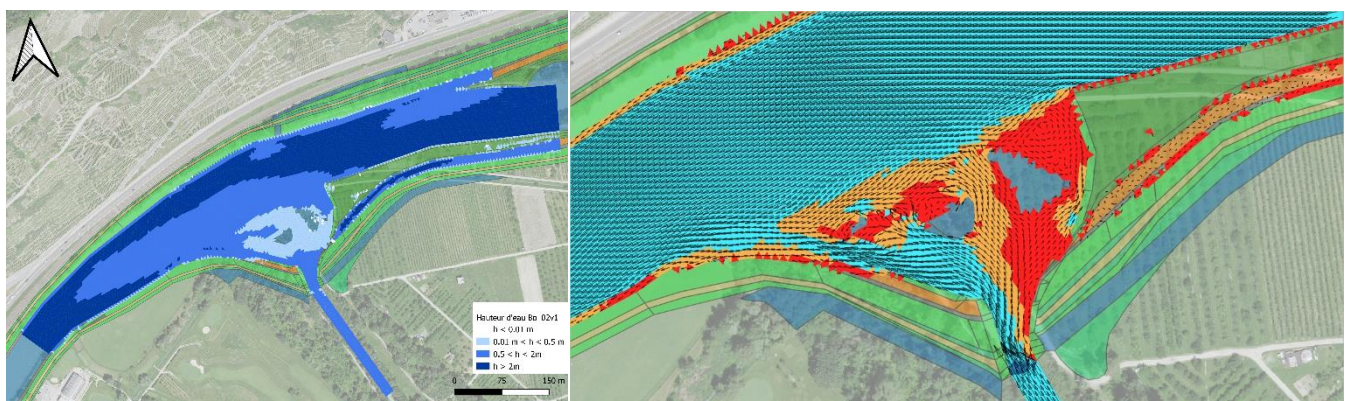 Hauteur d'eau Bo_02v1
h < 0.01 m
0.01 m < h < 0.5 m
0.5 < h < 2m
h > 2m
0 75 150 m